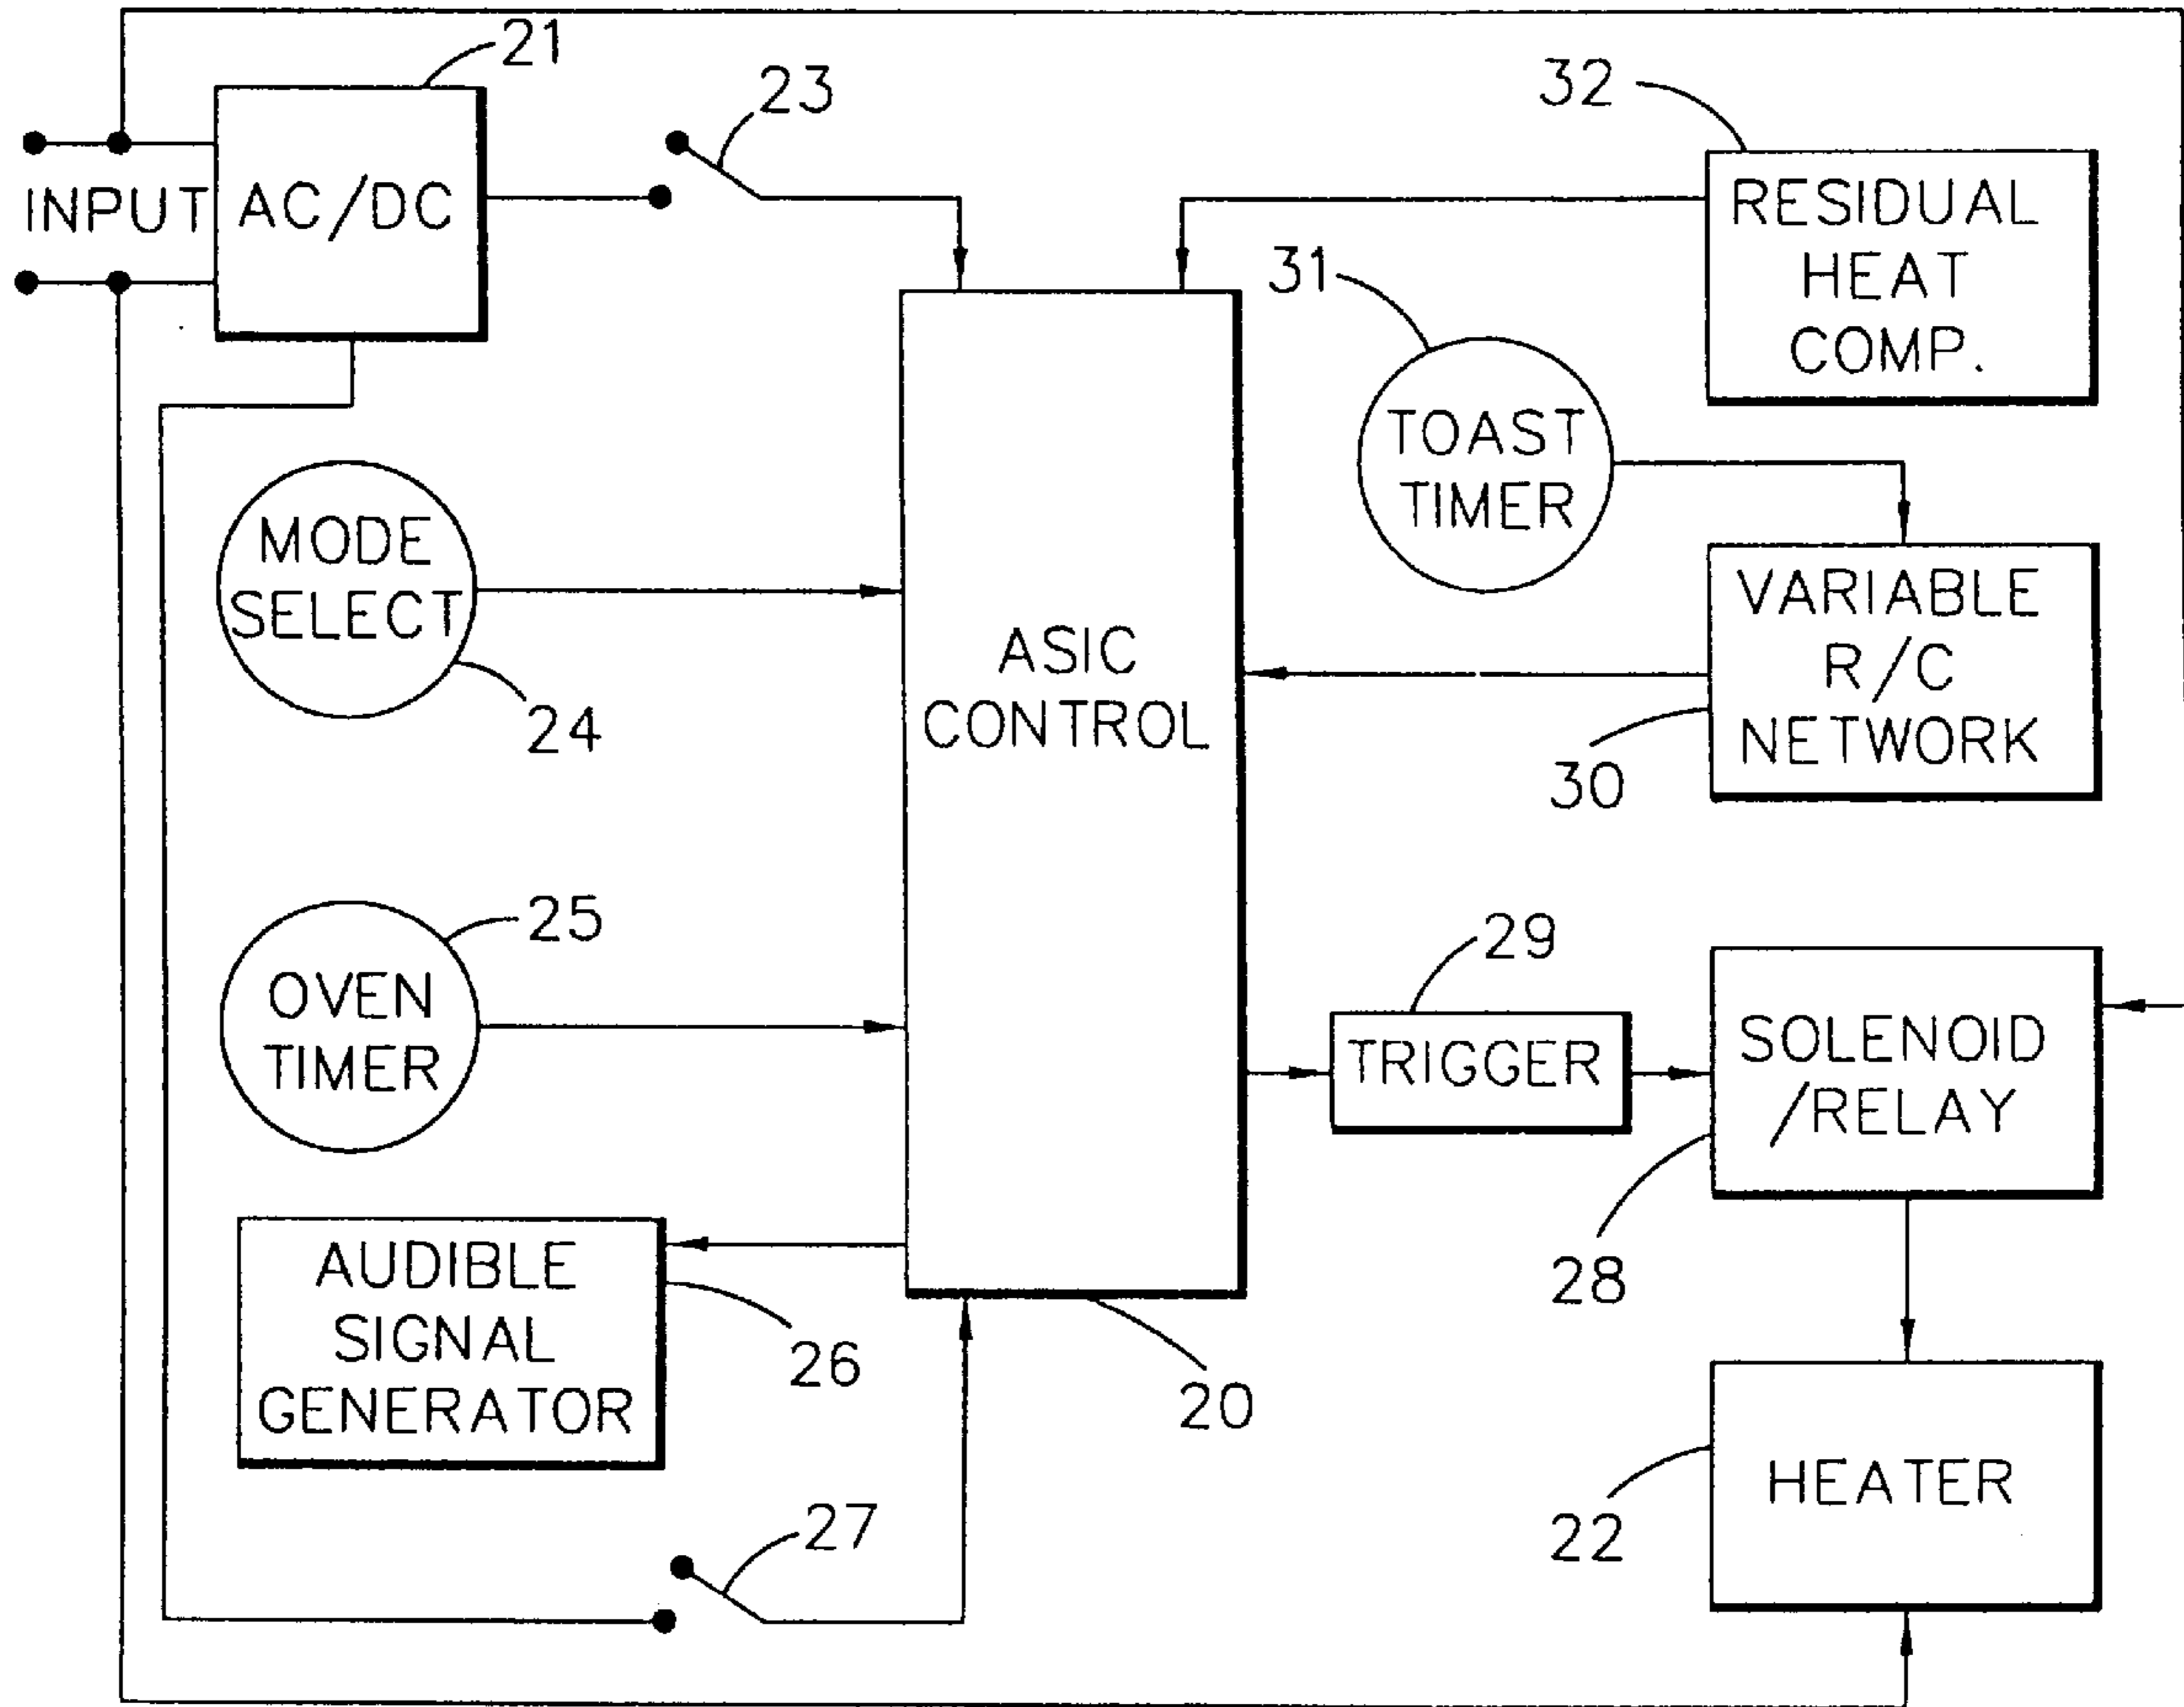 21
23
32
INPUT
AC/DC
RESIDUAL
HEAT
COMP.
31
TOAST
TIMER
MODE
SELECT
24
ASIC
CONTROL
VARIABLE
R/C
NETWORK
30
25
OVEN
TIMER
29
TRIGGER
SOLENOID
/RELAY
28
AUDIBLE
SIGNAL
GENERATOR
26
20
27
HEATER
22